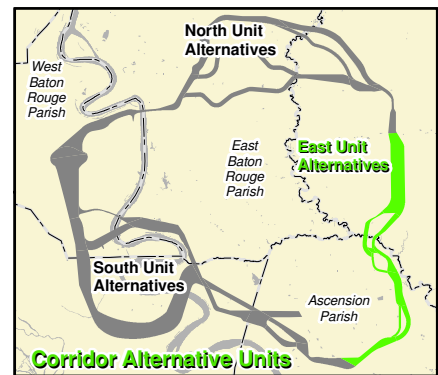 North Unit
Alternatives
West
Baton
Rouge
Parish
East
Baton
Rouge
Parish
East Unit
Alternatives
South Unit
Alternatives
Ascension
Parish
Corridor Alternative Units